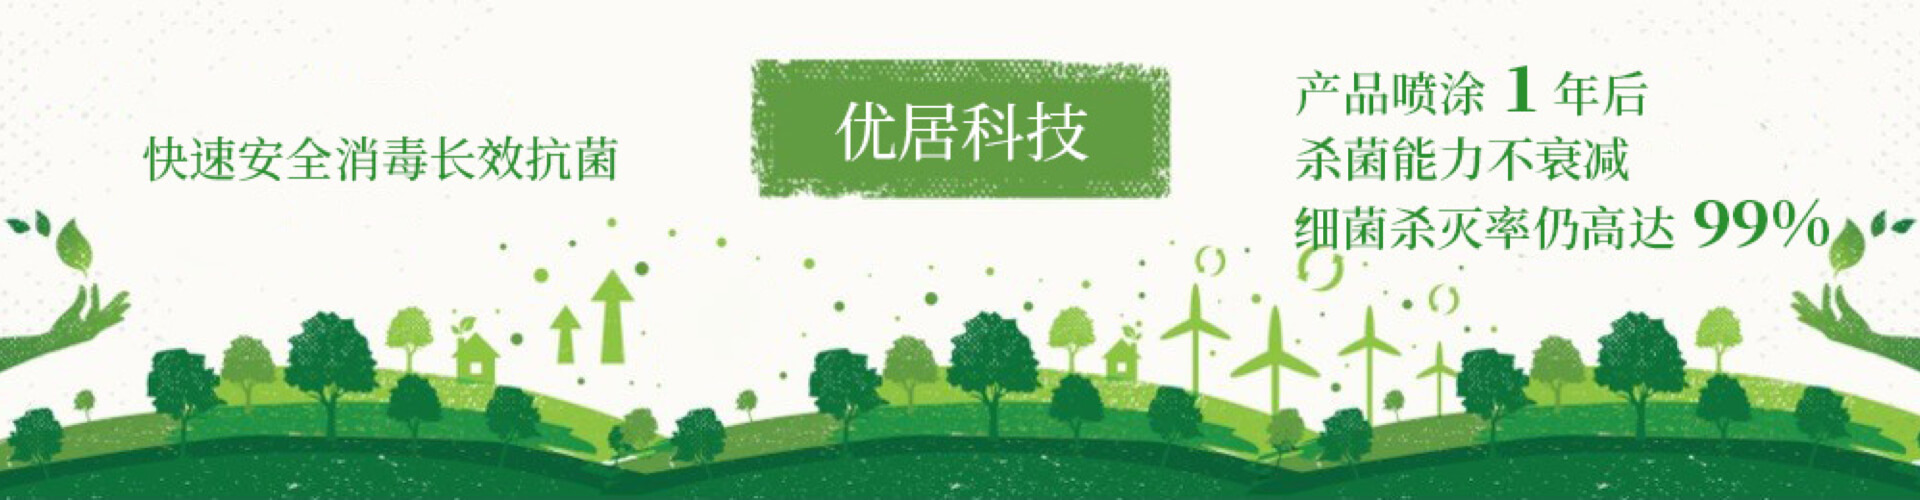 快速安全消毒长效抗菌
优居科技
产品喷涂 1 年后
杀菌能力不衰减
细菌杀灭率仍高达 99%